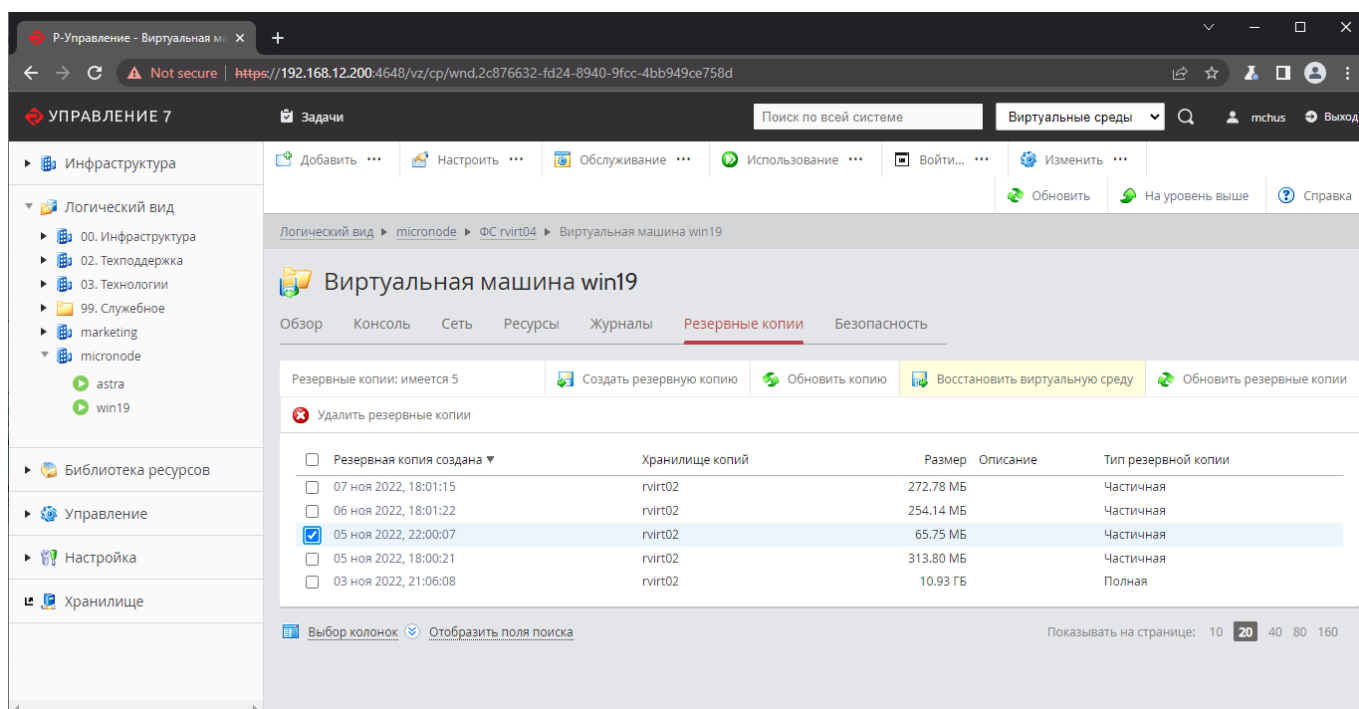 Р-Управление - Виртуальная ма
Not secure | https://192.168.12.200:4648/vz/cp/wnd,2c876632-fd24-8940-9fcc-4bb949ce758d
УПРАВЛЕНИЕ 7 Задачи Поиск по всей системе Виртуальные среды mchus Выход
Инфраструктура
Логический вид
00. Инфраструктура
02. Техподдержка
03. Технологии
99. Служебное
marketing
micronode
astra
win19
Библиотека ресурсов
Управление
Настройка
Хранилище
Добавить ••• Настроить ••• Обслуживание ••• Использование ••• Войти... ••• Изменить •••
Обновить На уровень выше Справка
Логический вид micronode ФС rvirt04 Виртуальная машина win19
Виртуальная машина win19
Обзор Консоль Сеть Ресурсы Журналы Резервные копии Безопасность
Резервные копии: имеется 5 Создать резервную копию Обновить копию Восстановить виртуальную среду Обновить резервные копии
Удалить резервные копии
Резервная копия создана Хранилище копий Размер Описание Тип резервной копии
07 ноя 2022, 18:01:15 rvirt02 272.78 МБ Частичная
06 ноя 2022, 18:01:22 rvirt02 254.14 МБ Частичная
05 ноя 2022, 22:00:07 rvirt02 65.75 МБ Частичная
05 ноя 2022, 18:00:21 rvirt02 313.80 МБ Частичная
03 ноя 2022, 21:06:08 rvirt02 10.93 ГБ Полная
Выбор колонок Отобразить поля поиска Показывать на странице: 10 20 40 80 160